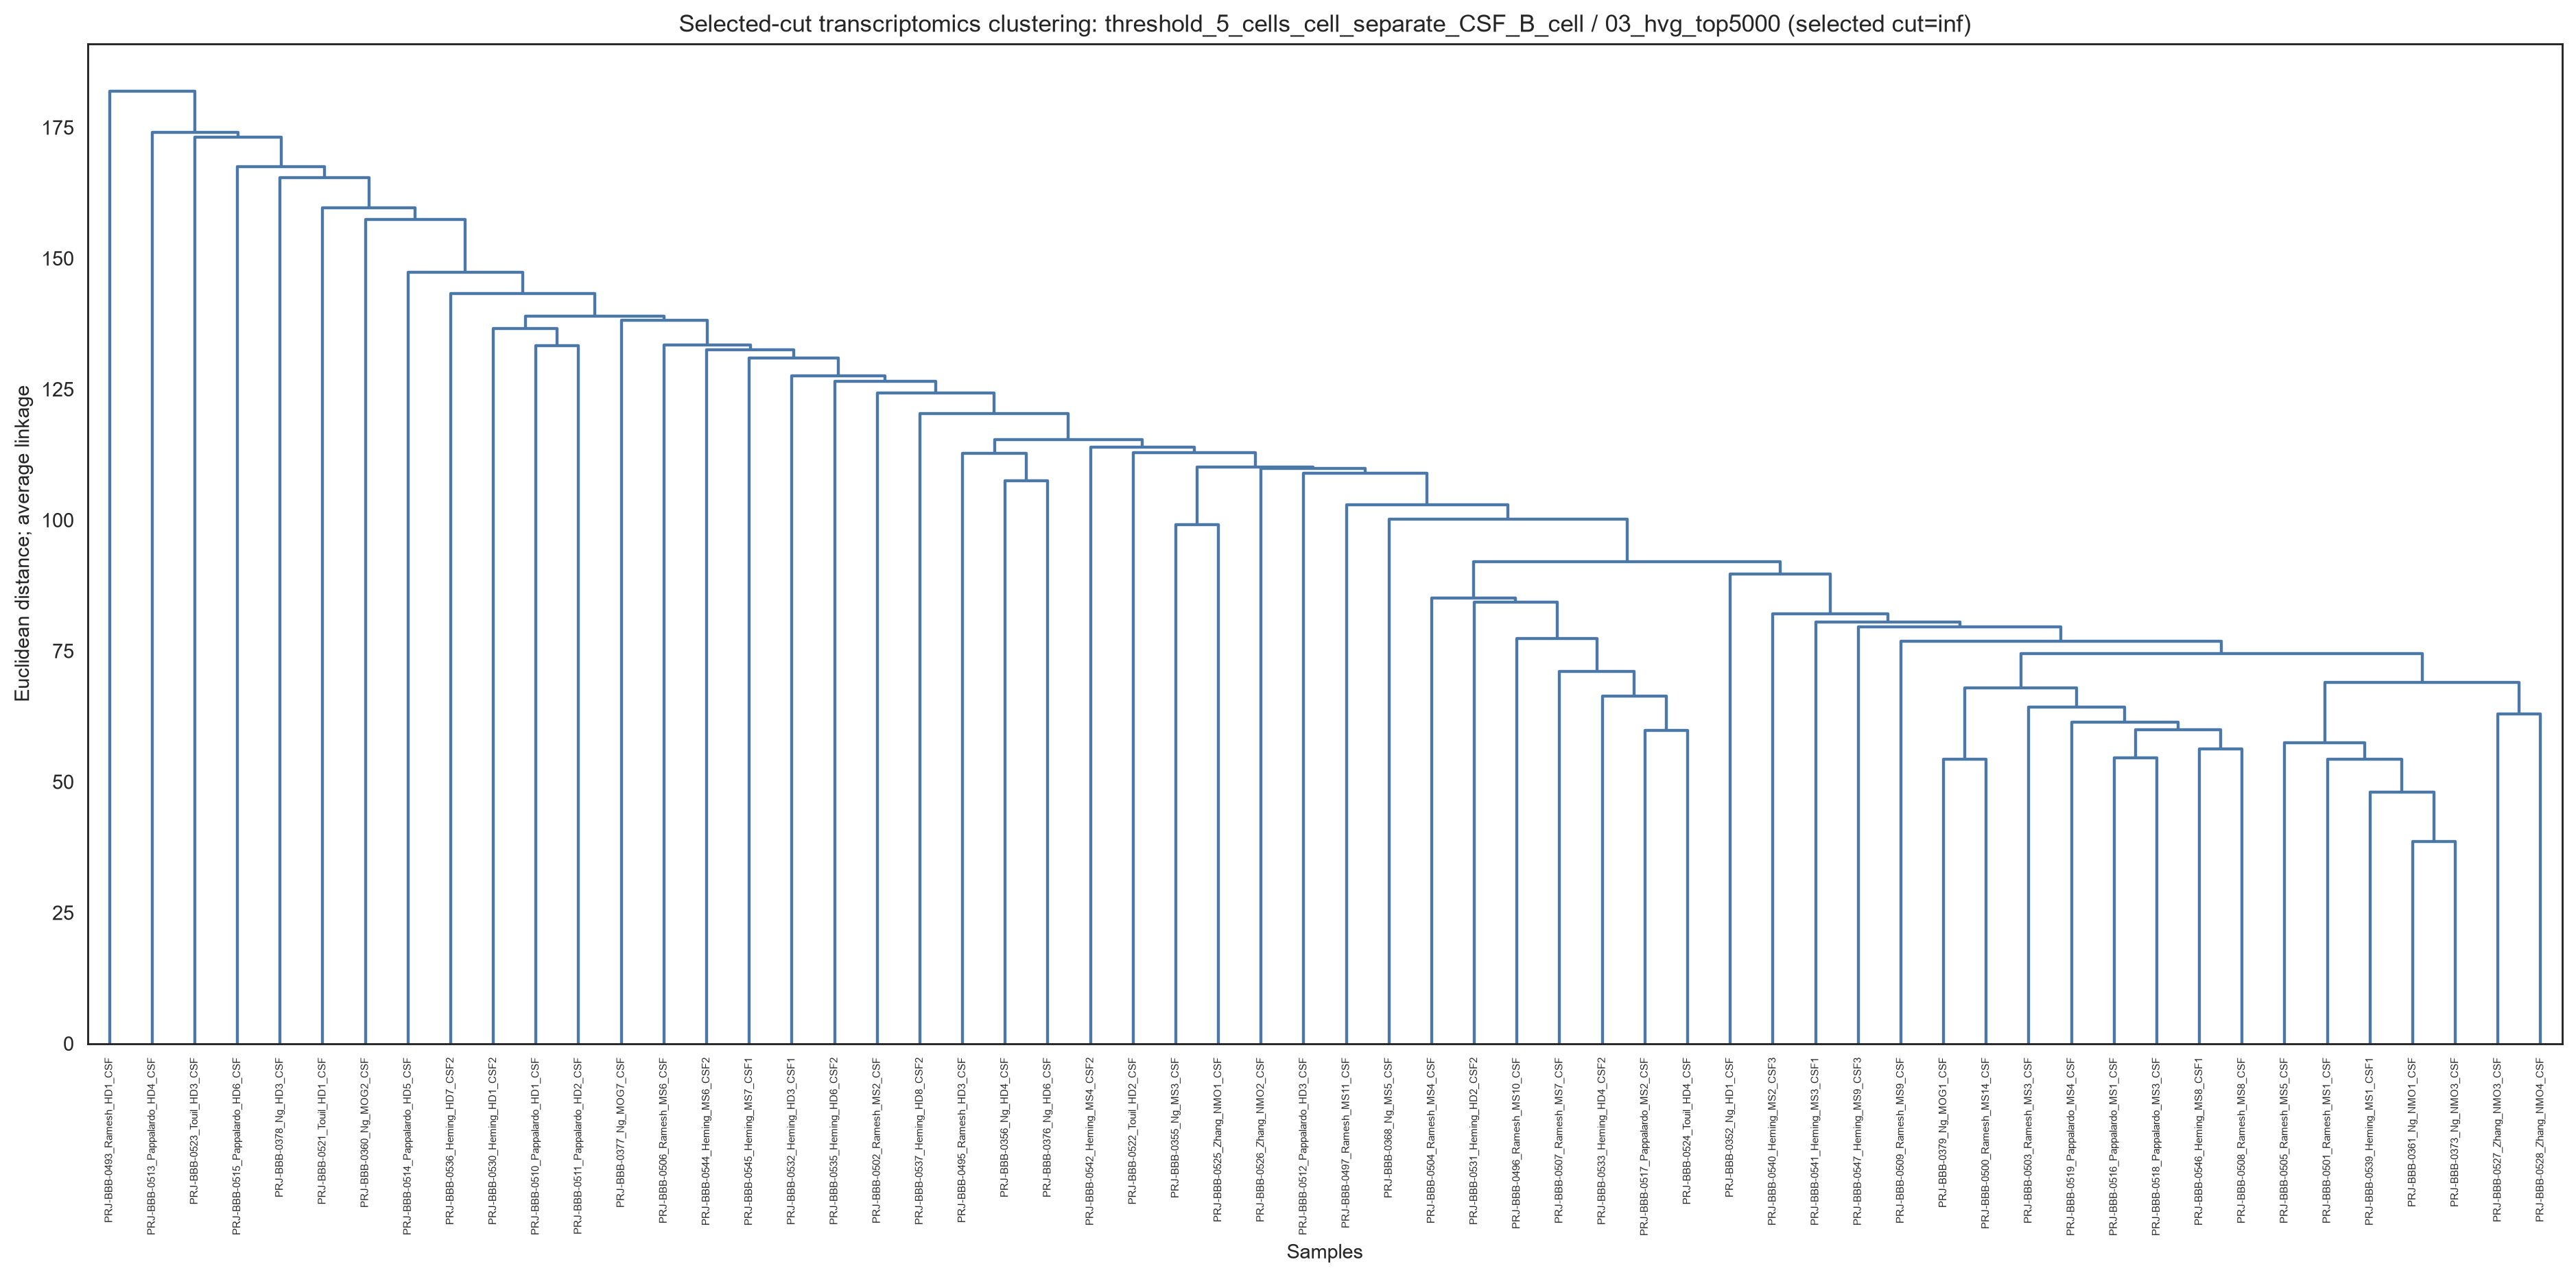 Selected-cut transcriptomics clustering: threshold_5_cells_cell_separate_CSF_B_cell / 03_hvg_top5000 (selected cut=inf)
Euclidean distance; average linkage
175
150
125
100
75
50
25
0
PRJ-BBB-0493_Ramesh_HD1_CSF
PRJ-BBB-0513_Pappalardo_HD4_CSF
PRJ-BBB-0523_Touil_HD3_CSF
PRJ-BBB-0515_Pappalardo_HD6_CSF
PRJ-BBB-0378_Ng_HD3_CSF
PRJ-BBB-0521_Touil_HD1_CSF
PRJ-BBB-0360_Ng_MOG2_CSF
PRJ-BBB-0514_Pappalardo_HD5_CSF
PRJ-BBB-0536_Heming_HD7_CSF2
PRJ-BBB-0530_Heming_HD1_CSF2
PRJ-BBB-0510_Pappalardo_HD1_CSF
PRJ-BBB-0511_Pappalardo_HD2_CSF
PRJ-BBB-0377_Ng_MOG7_CSF
PRJ-BBB-0506_Ramesh_MS6_CSF
PRJ-BBB-0544_Heming_MS6_CSF2
PRJ-BBB-0545_Heming_MS7_CSF1
PRJ-BBB-0532_Heming_HD3_CSF1
PRJ-BBB-0535_Heming_HD6_CSF2
PRJ-BBB-0502_Ramesh_MS2_CSF
PRJ-BBB-0537_Heming_HD8_CSF2
PRJ-BBB-0495_Ramesh_HD3_CSF
PRJ-BBB-0356_Ng_HD4_CSF
PRJ-BBB-0376_Ng_HD6_CSF
PRJ-BBB-0542_Heming_MS4_CSF2
PRJ-BBB-0522_Touil_HD2_CSF
PRJ-BBB-0355_Ng_MS3_CSF
PRJ-BBB-0525_Zhang_NMO1_CSF
PRJ-BBB-0526_Zhang_NMO2_CSF
PRJ-BBB-0512_Pappalardo_HD3_CSF
PRJ-BBB-0497_Ramesh_MS11_CSF
PRJ-BBB-0368_Ng_MS5_CSF
PRJ-BBB-0504_Ramesh_MS4_CSF
PRJ-BBB-0531_Heming_HD2_CSF2
PRJ-BBB-0496_Ramesh_MS10_CSF
PRJ-BBB-0507_Ramesh_MS7_CSF
PRJ-BBB-0533_Heming_HD4_CSF2
PRJ-BBB-0517_Pappalardo_MS2_CSF
PRJ-BBB-0524_Touil_HD4_CSF
PRJ-BBB-0352_Ng_HD1_CSF
PRJ-BBB-0540_Heming_MS2_CSF3
PRJ-BBB-0541_Heming_MS3_CSF1
PRJ-BBB-0547_Heming_MS9_CSF3
PRJ-BBB-0509_Ramesh_MS9_CSF
PRJ-BBB-0379_Ng_MOG1_CSF
PRJ-BBB-0500_Ramesh_MS14_CSF
PRJ-BBB-0503_Ramesh_MS3_CSF
PRJ-BBB-0519_Pappalardo_MS4_CSF
PRJ-BBB-0516_Pappalardo_MS1_CSF
PRJ-BBB-0518_Pappalardo_MS3_CSF
PRJ-BBB-0546_Heming_MS8_CSF1
PRJ-BBB-0508_Ramesh_MS8_CSF
PRJ-BBB-0505_Ramesh_MS5_CSF
PRJ-BBB-0501_Ramesh_MS1_CSF
PRJ-BBB-0539_Heming_MS1_CSF1
PRJ-BBB-0361_Ng_NMO1_CSF
PRJ-BBB-0373_Ng_NMO3_CSF
PRJ-BBB-0527_Zhang_NMO3_CSF
PRJ-BBB-0528_Zhang_NMO4_CSF
Samples